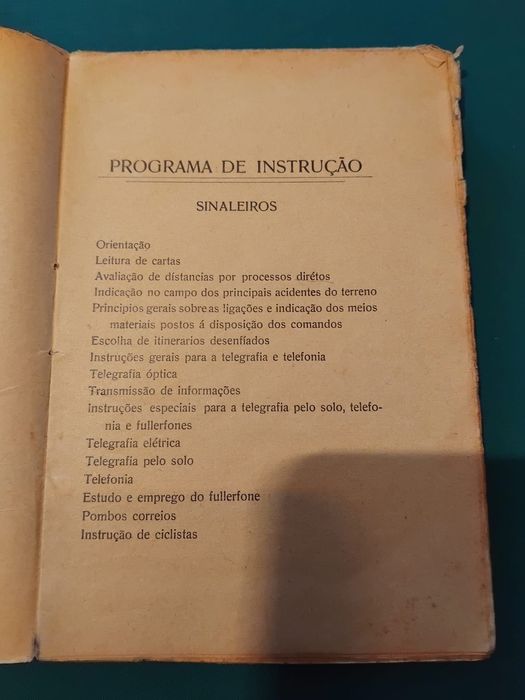 PROGRAMA DE INSTRUÇÃO
SINALEIROS
Orientação
Leitura de cartas
Avaliação de distancias por processos dirétos
Indicação no campo dos principais acidentes do terreno
Principios gerais sobre as ligações e indicação dos meios
materiais postos á disposição dos comandos
Escolha de itinerarios desenfiados
Instruções gerais para a telegrafia e telefonia
Telegrafia óptica
Transmissão de informações
Instruções especiais para a telegrafia pelo solo, telefo-
nia e fullerfones
Telegrafia elétrica
Telegrafia pelo solo
Telefonia
Estudo e emprego do fullerfone
Pombos correios
Instrução de ciclistas